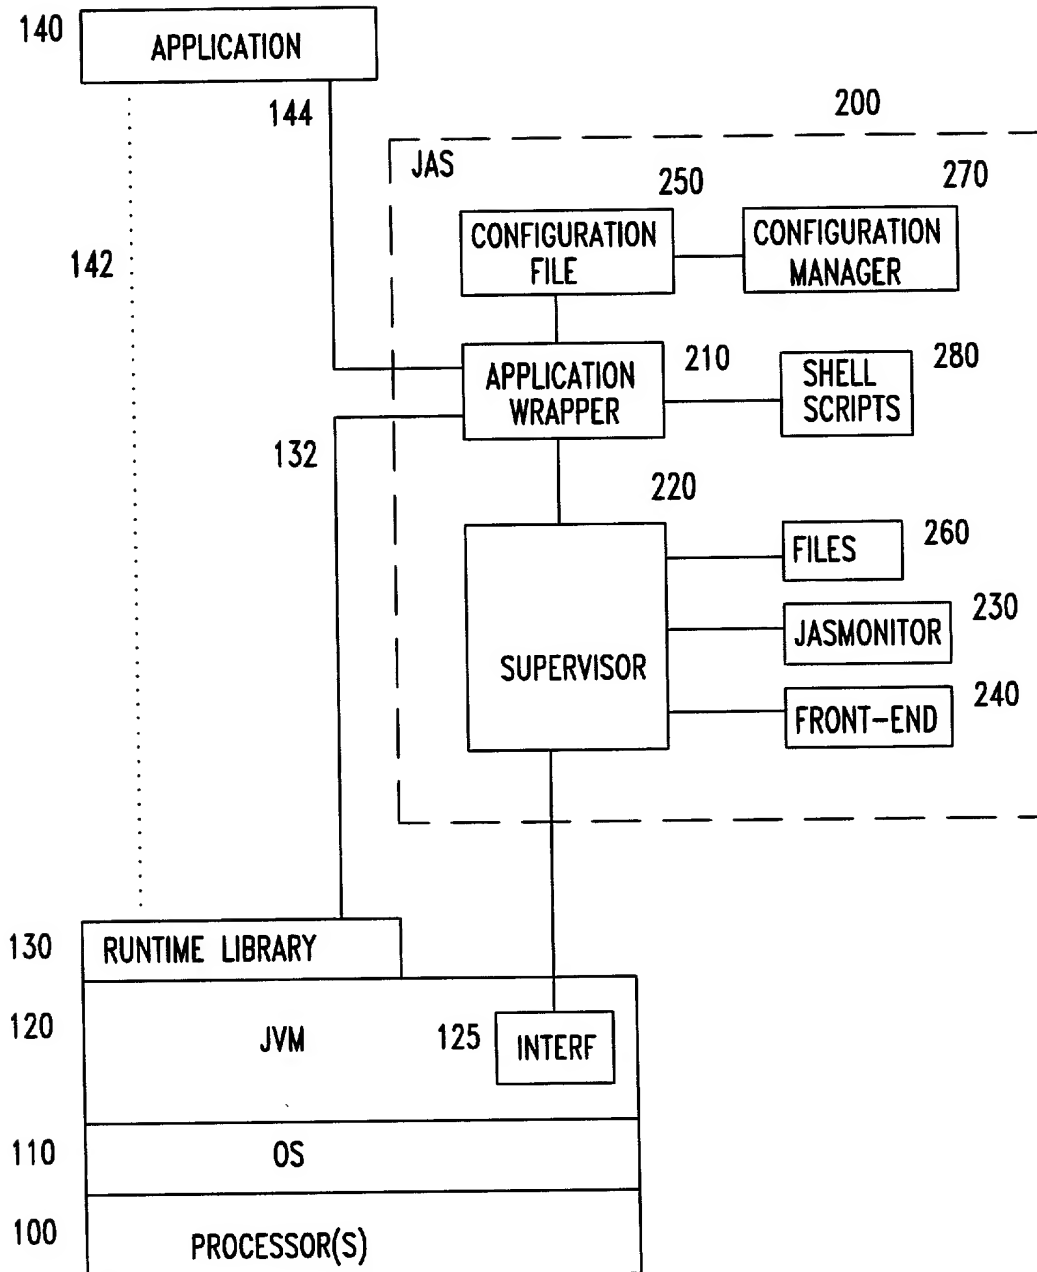 140
APPLICATION
144
200
JAS
250
270
CONFIGURATION
FILE
CONFIGURATION
MANAGER
142
210
280
APPLICATION
WRAPPER
SHELL
SCRIPTS
132
220
FILES
260
230
JASMONITOR
SUPERVISOR
240
FRONT-END
130
RUNTIME LIBRARY
120
JVM
125
INTERF
110
OS
100
PROCESSOR(S)